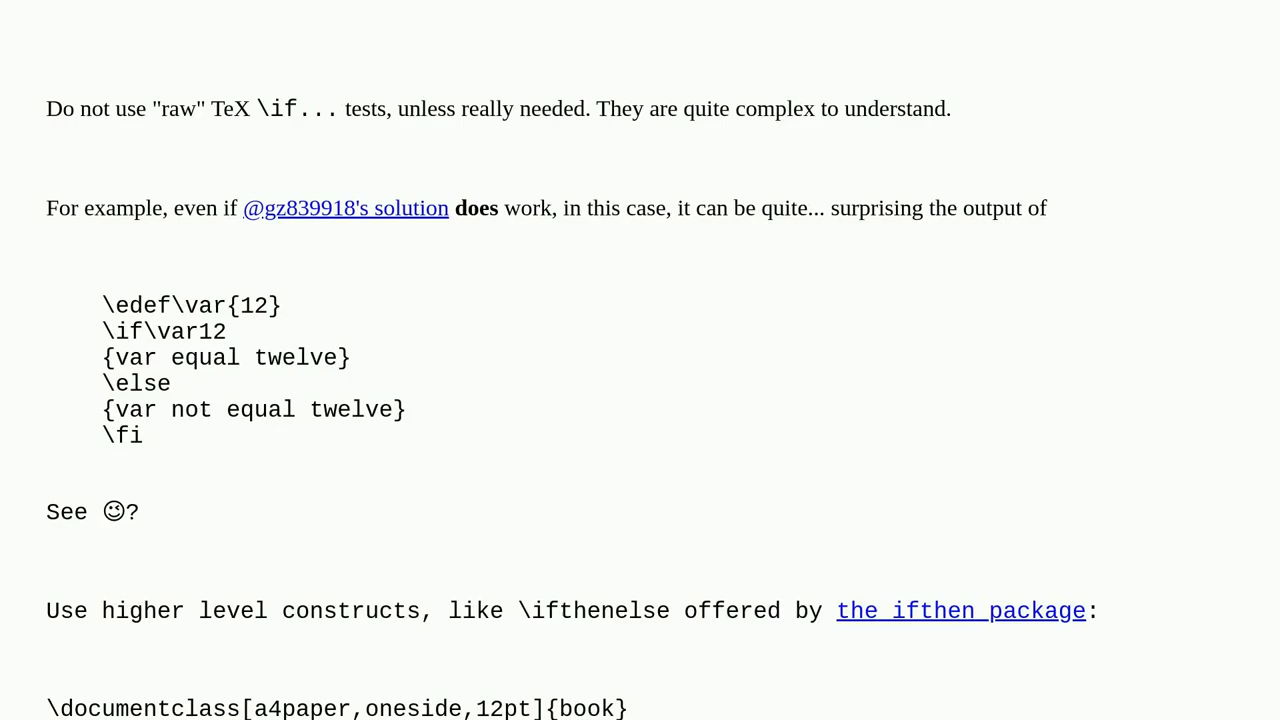 Do not use "raw" TeX \if... tests, unless really needed. They are quite complex to understand.
For example, even if @gz839918's solution does work, in this case, it can be quite... surprising the output of
\edef\var{12}
\if\var12
{var equal twelve}
\else
{var not equal twelve}
\fi
See 😉?
Use higher level constructs, like \ifthenelse offered by the ifthen package:
\documentclass[a4paper,oneside,12pt]{book}